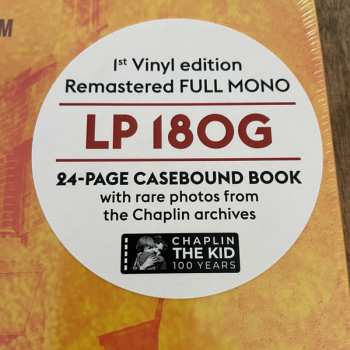 M
1st Vinyl edition
Remastered FULL MONO
LP 180G
24-PAGE CASEBOUND BOOK
with rare photos from
the Chaplin archives
CHAPLIN
THE KID
100 YEARS